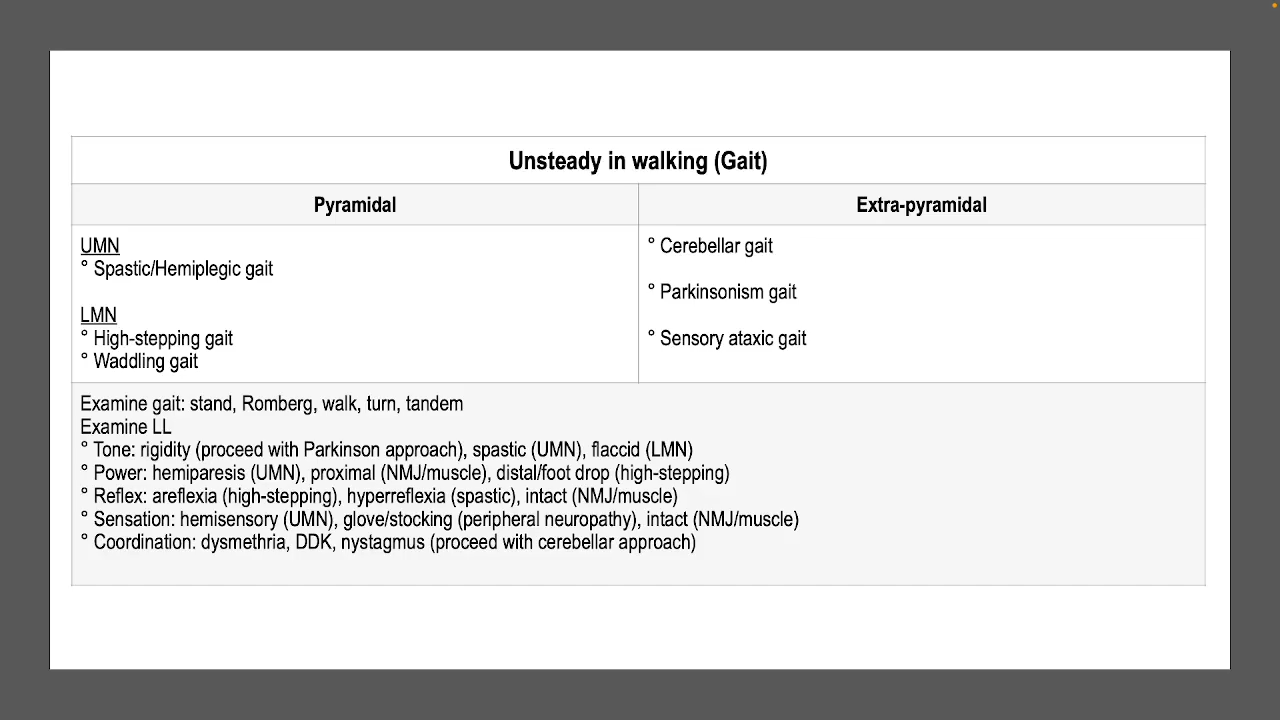 Unsteady in walking (Gait)
Pyramidal
Extra-pyramidal
UMN
° Spastic/Hemiplegic gait
LMN
° High-stepping gait
° Waddling gait
° Cerebellar gait
° Parkinsonism gait
° Sensory ataxic gait
Examine gait: stand, Romberg, walk, turn, tandem
Examine LL
° Tone: rigidity (proceed with Parkinson approach), spastic (UMN), flaccid (LMN)
° Power: hemiparesis (UMN), proximal (NMJ/muscle), distal/foot drop (high-stepping)
° Reflex: areflexia (high-stepping), hyperreflexia (spastic), intact (NMJ/muscle)
° Sensation: hemisensory (UMN), glove/stocking (peripheral neuropathy), intact (NMJ/muscle)
° Coordination: dysmethria, DDK, nystagmus (proceed with cerebellar approach)